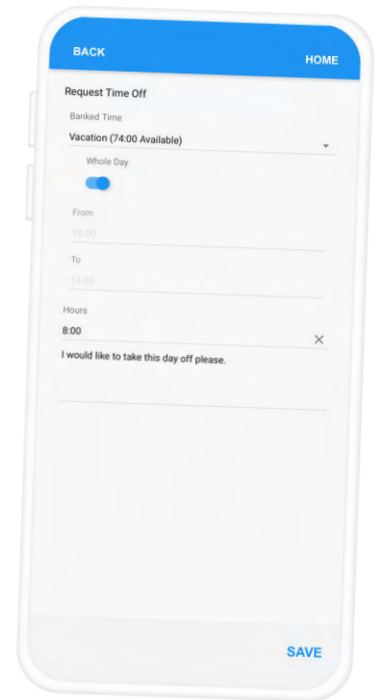 BACK
HOME
Request Time Off
Banked Time
Vacation (74:00 Available)
Whole Day
From
10:00
To
14:00
Hours
8:00
I would like to take this day off please.
SAVE